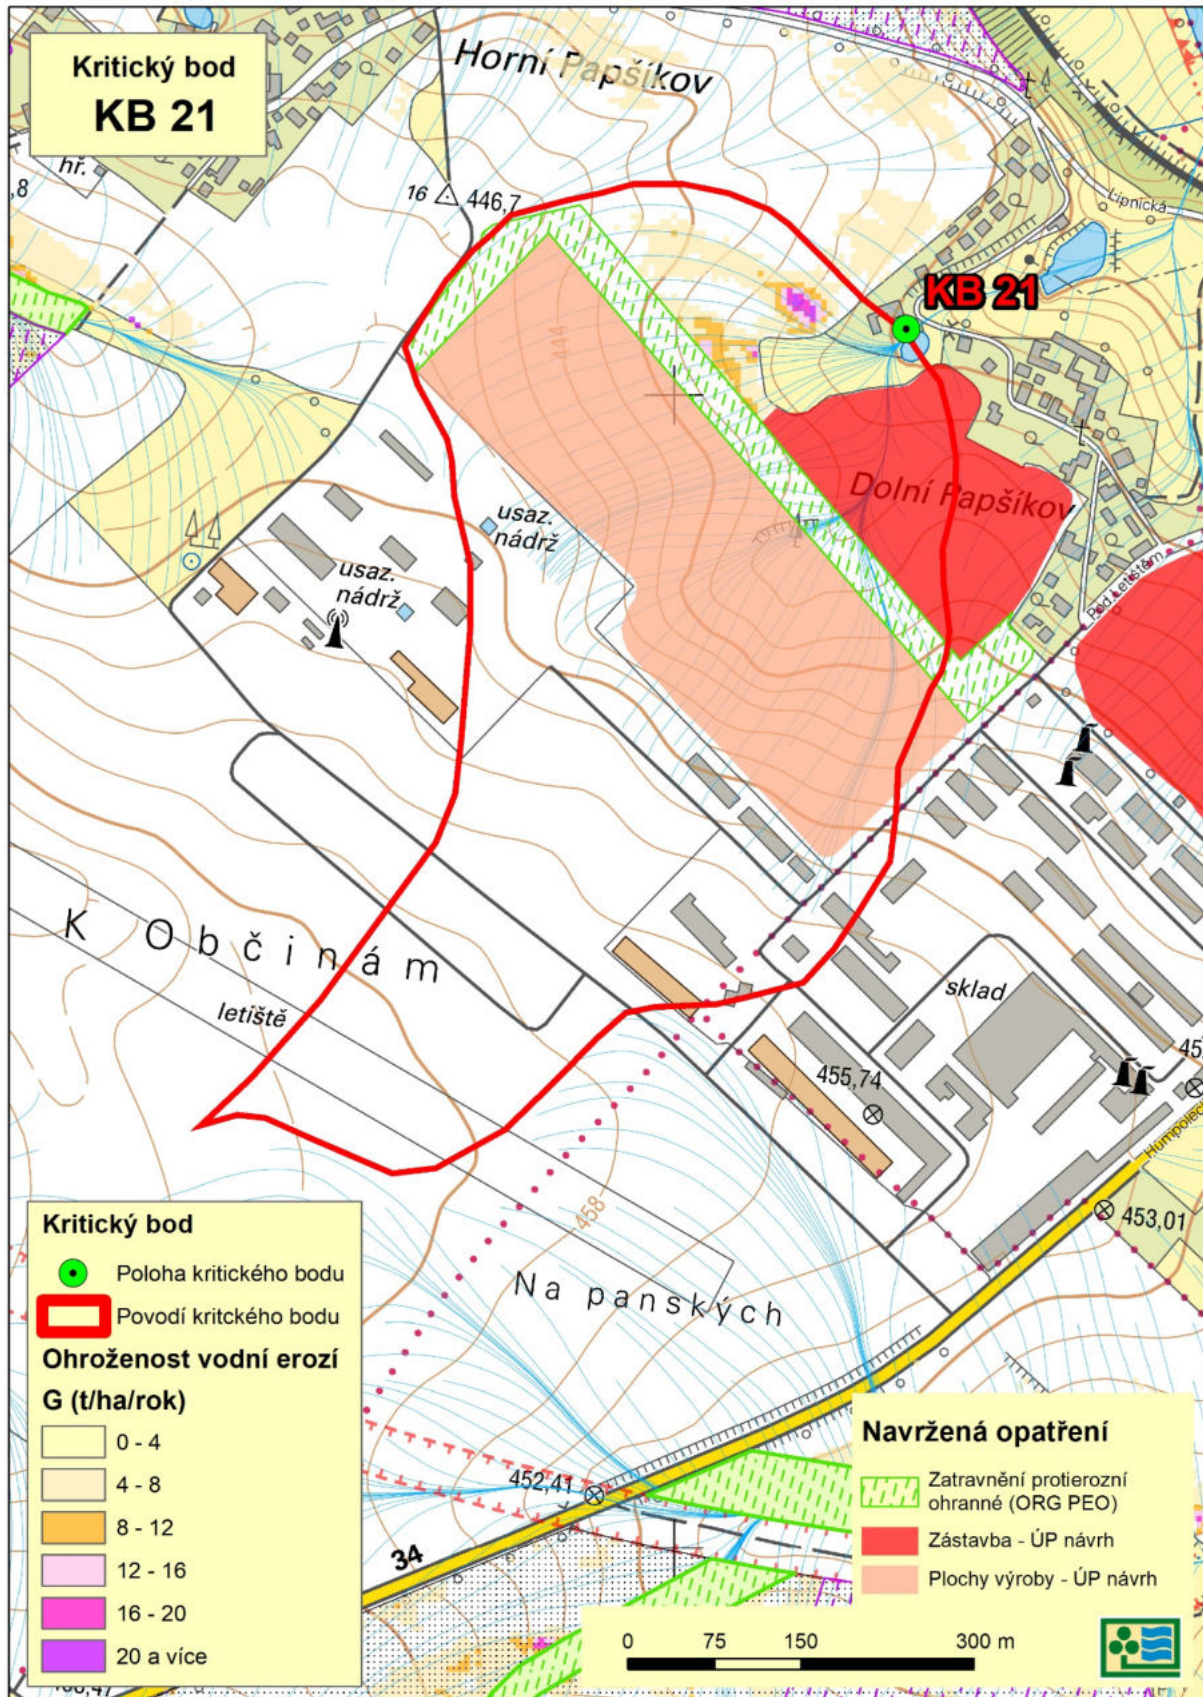 Kritický bod
KB 21
Horní Papšíkov
hř.
,8
16 446,7
Lipnická
KB 21
444
Dolní Papšíkov
usaz.
nádrž
usaz.
nádrž
Pod Letištěm
K Občinám
letiště
sklad
455,74
45
Humpolec
453,01
458
Na panských
452,41
34
Kritický bod
Poloha kritického bodu
Povodí kritckého bodu
Ohroženost vodní erozí
G (t/ha/rok)
0 - 4
4 - 8
8 - 12
12 - 16
16 - 20
20 a více
Navržená opatření
Zatravnění protierozní
ohranné (ORG PEO)
Zástavba - ÚP návrh
Plochy výroby - ÚP návrh
0 75 150 300 m